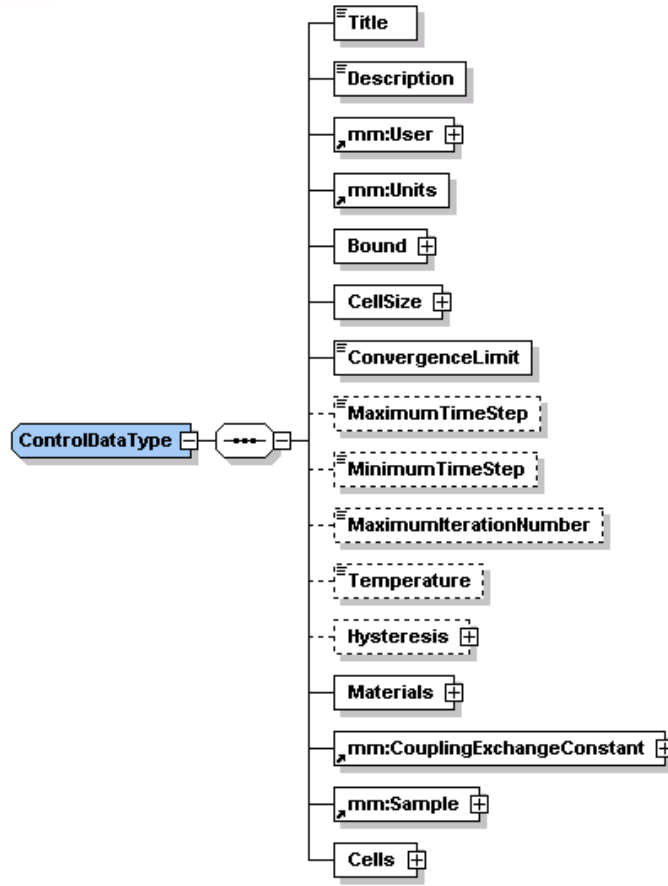 Title
Description
mm:User
mm:Units
Bound
CellSize
ConvergenceLimit
ControlDataType
MaximumTimeStep
MinimumTimeStep
MaximumIterationNumber
Temperature
Hysteresis
Materials
mm:CouplingExchangeConstant
mm:Sample
Cells